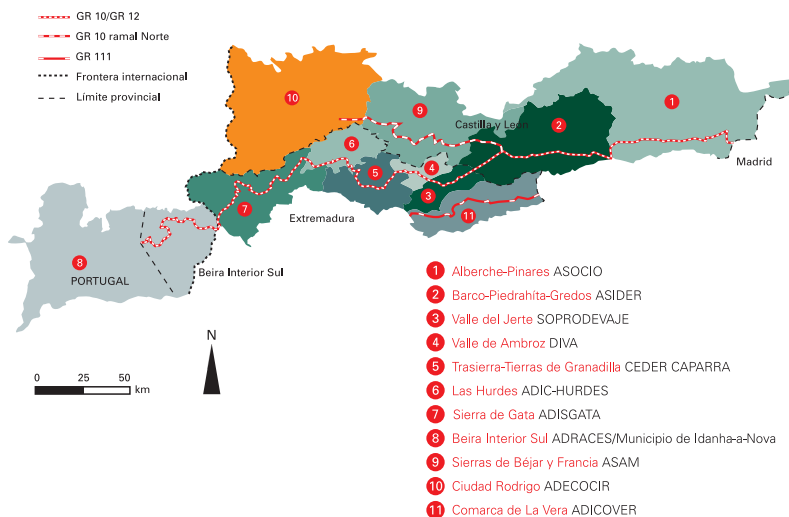 GR 10/GR 12
GR 10 ramal Norte
GR 111
Frontera internacional
Límite provincial
10
9
1
2
Castilla y León
6
4
5
Madrid
3
7
Extremadura
11
8
PORTUGAL
Beira Interior Sul
N
0 25 50
km
1 Alberche-Pinares ASOCIO
2 Barco-Piedrahíta-Gredos ASIDER
3 Valle del Jerte SOPRODEVAJE
4 Valle de Ambroz DIVA
5 Trasierra-Tierras de Granadilla CEDER CAPARRA
6 Las Hurdes ADIC-HURDES
7 Sierra de Gata ADISGATA
8 Beira Interior Sul ADRACES/Municipio de Idanha-a-Nova
9 Sierras de Béjar y Francia ASAM
10 Ciudad Rodrigo ADECOCIR
11 Comarca de La Vera ADICOVER